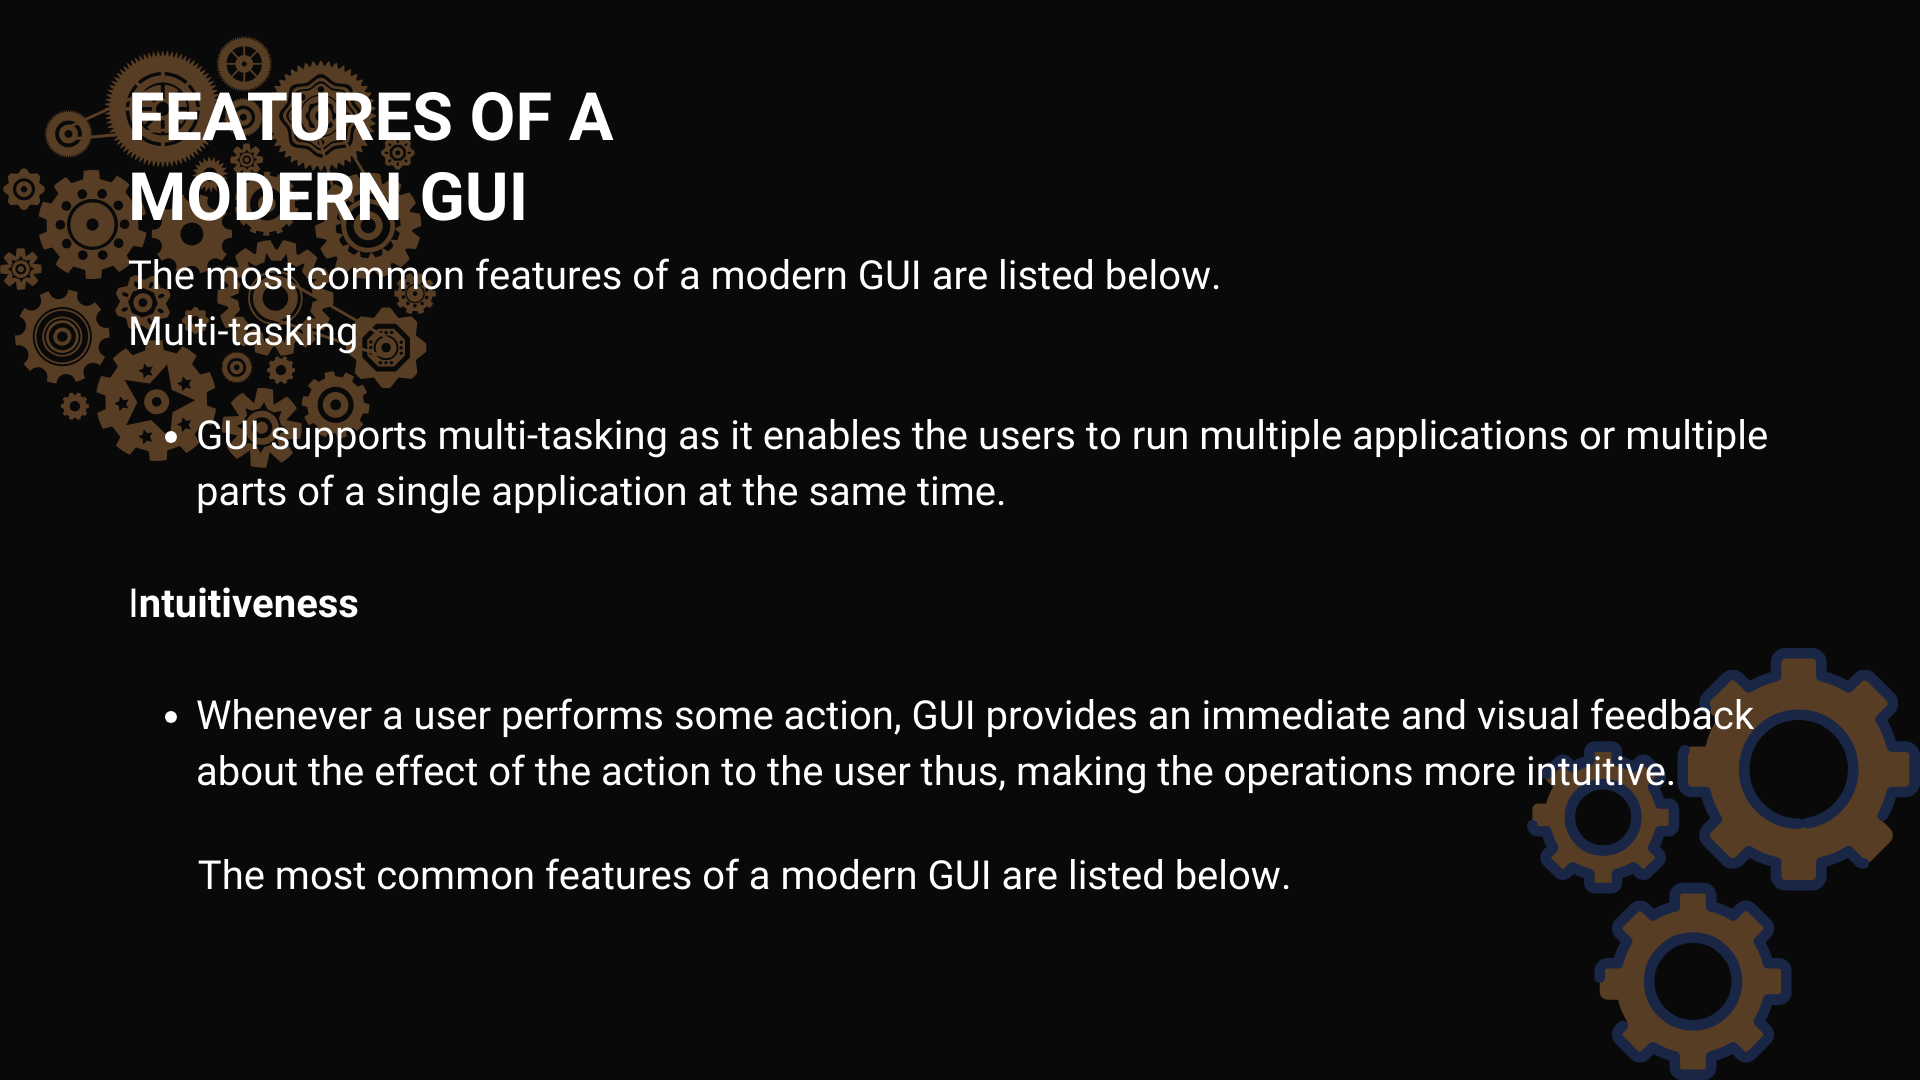 FEATURES OF A
MODERN GUI
The most common features of a modern GUI are listed below.
Multi-tasking
• GUI supports multi-tasking as it enables the users to run multiple applications or multiple
parts of a single application at the same time.
Intuitiveness
• Whenever a user performs some action, GUI provides an immediate and visual feedback
about the effect of the action to the user thus, making the operations more intuitive.
The most common features of a modern GUI are listed below.